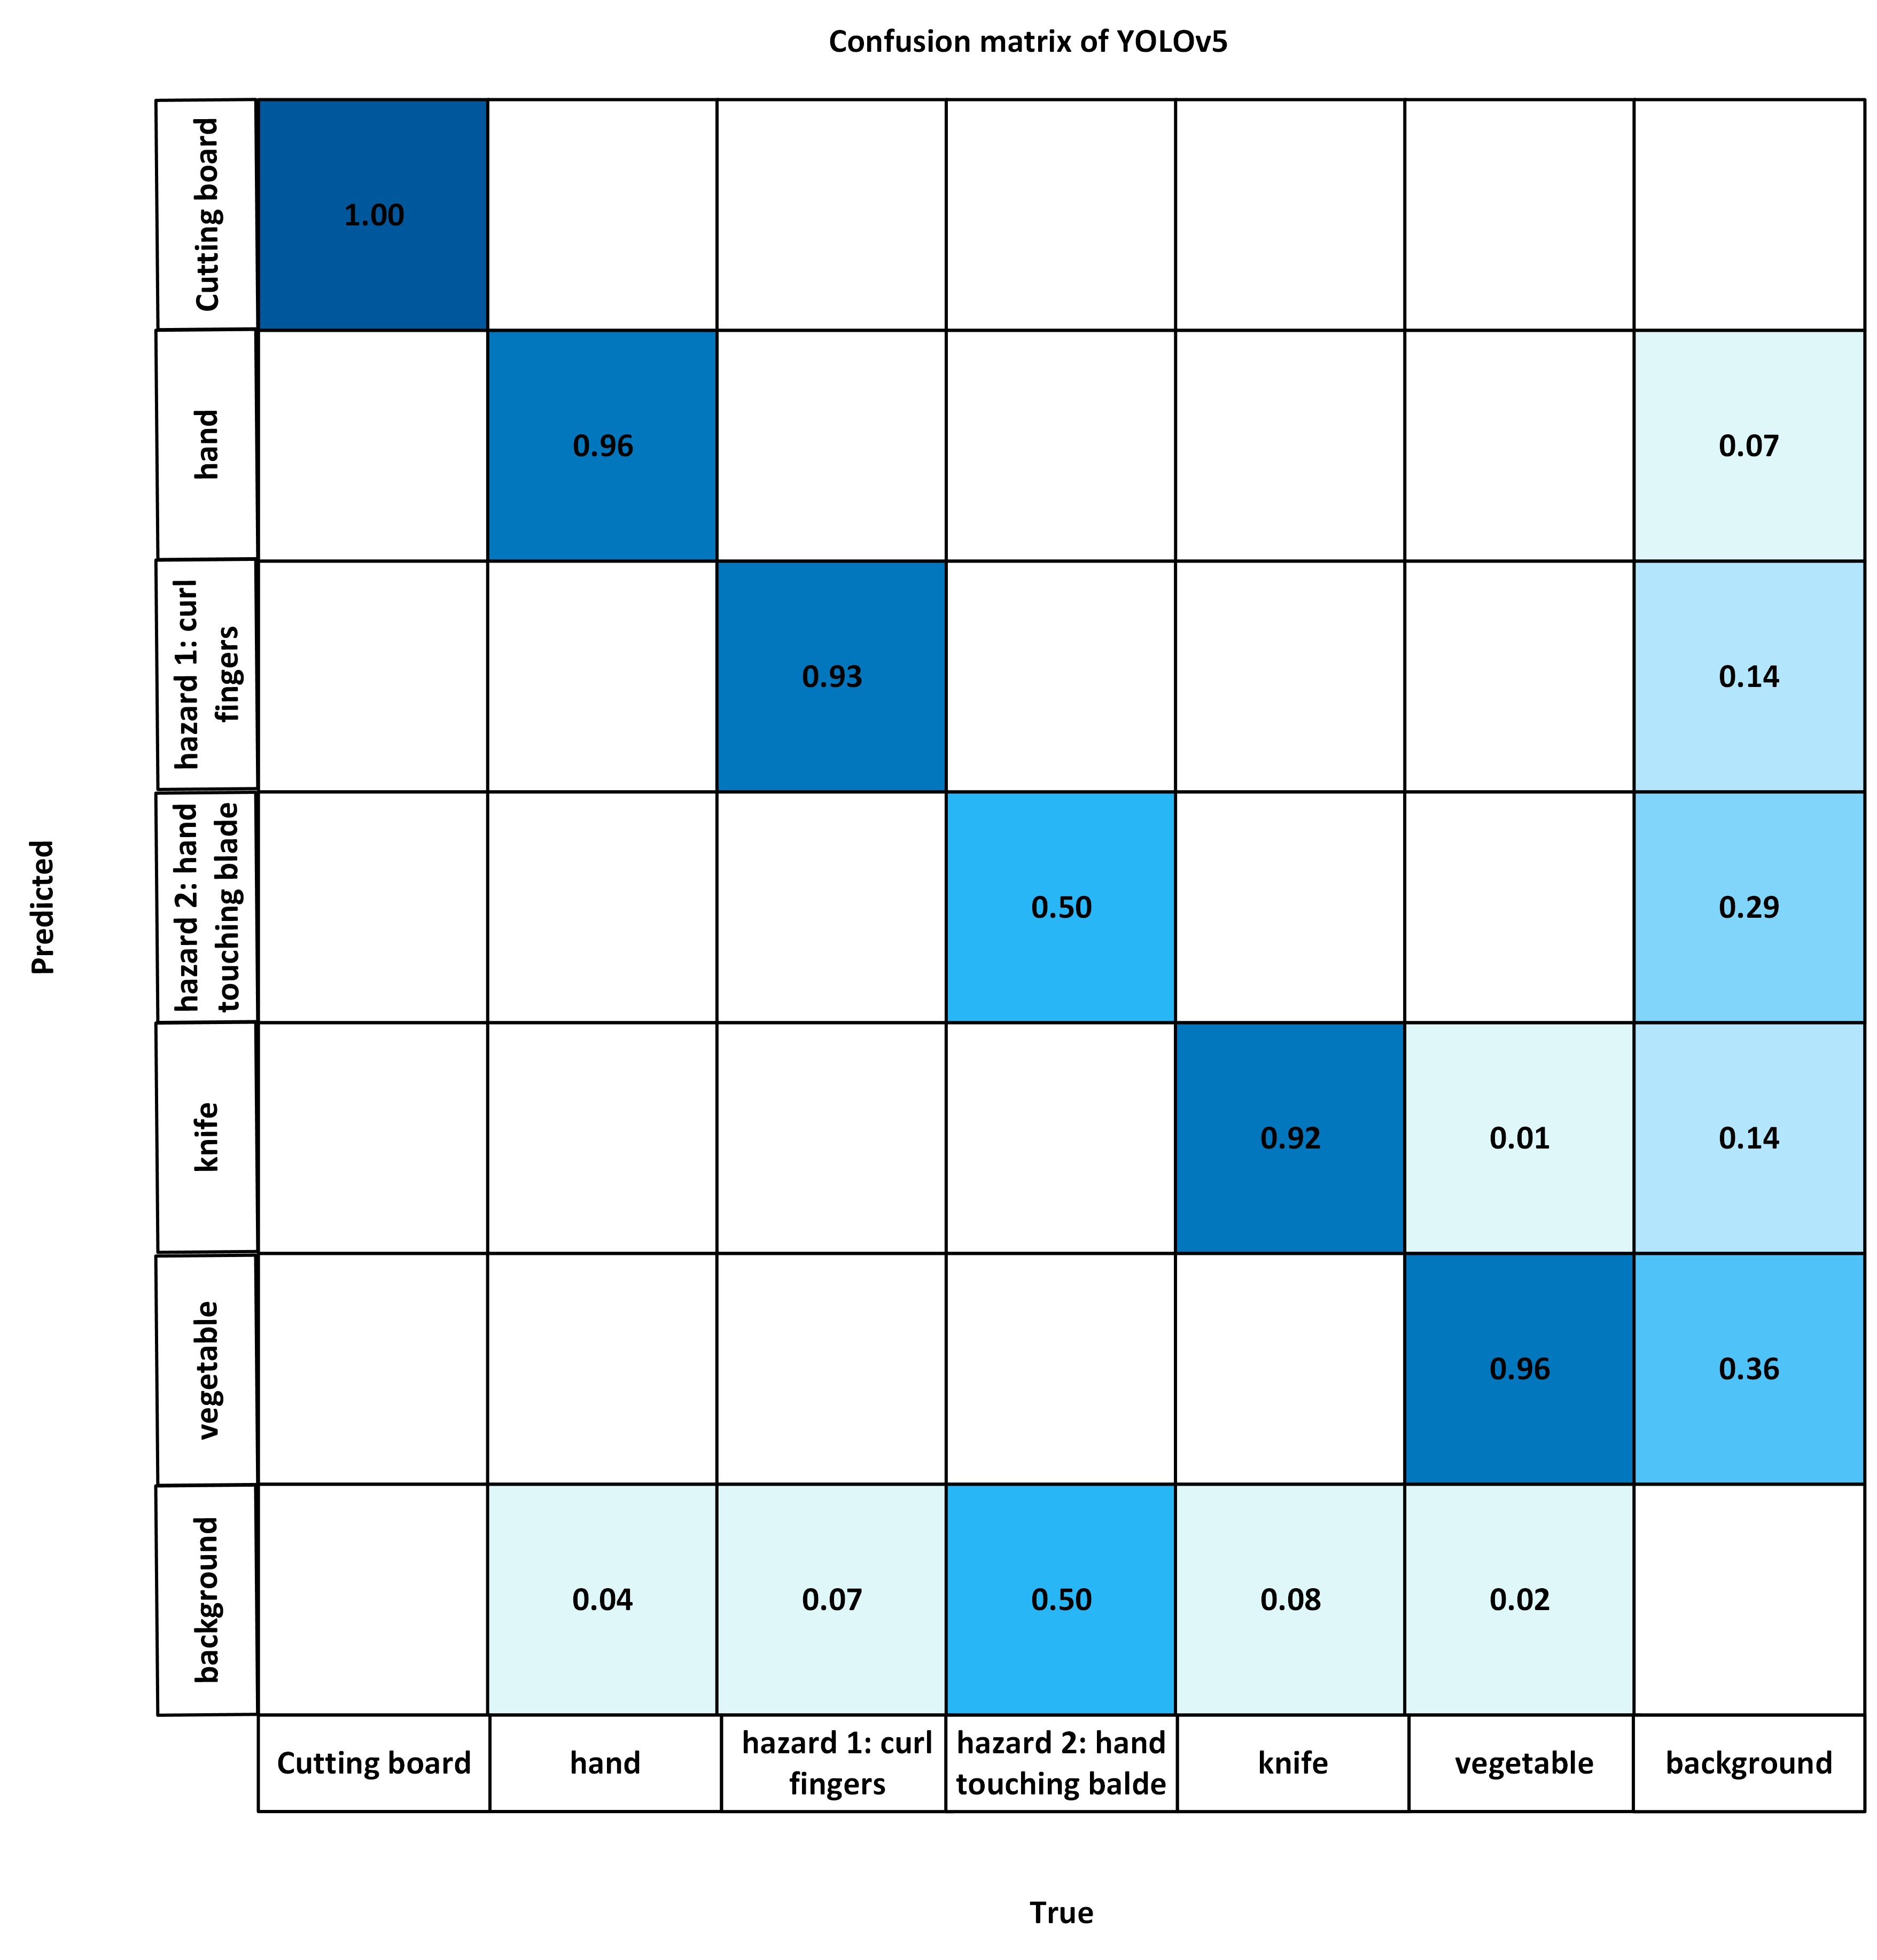 Confusion matrix of YOLOv5
Predicted
Cutting board
1.00
hand
0.96
0.07
hazard 1: curl
fingers
0.93
0.14
hazard 2: hand
touching blade
0.50
0.29
knife
0.92
0.01
0.14
vegetable
0.96
0.36
background
0.04
0.07
0.50
0.08
0.02
Cutting board
hand
hazard 1: curl
fingers
hazard 2: hand
touching balde
knife
vegetable
background
True